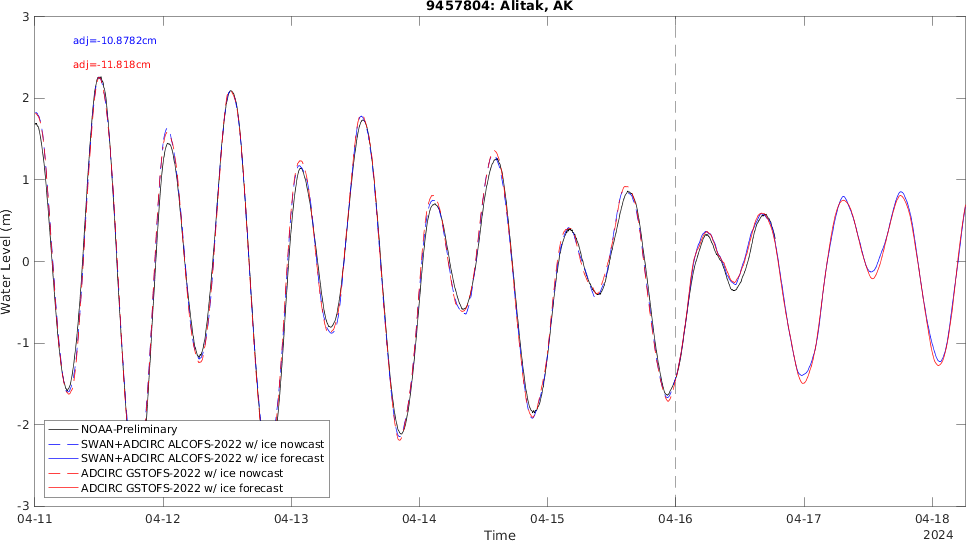 9457804: Alitak, AK
adj=-10.8782cm
adj=-11.818cm
Water Level (m)
3
2
1
0
-1
-2
-3
NOAA-Preliminary
SWAN+ADCIRC ALCOFS-2022 w/ ice nowcast
SWAN+ADCIRC ALCOFS-2022 w/ ice forecast
ADCIRC GSTOFS-2022 w/ ice nowcast
ADCIRC GSTOFS-2022 w/ ice forecast
04-11 04-12 04-13 04-14 04-15 04-16 04-17 04-18
2024
Time